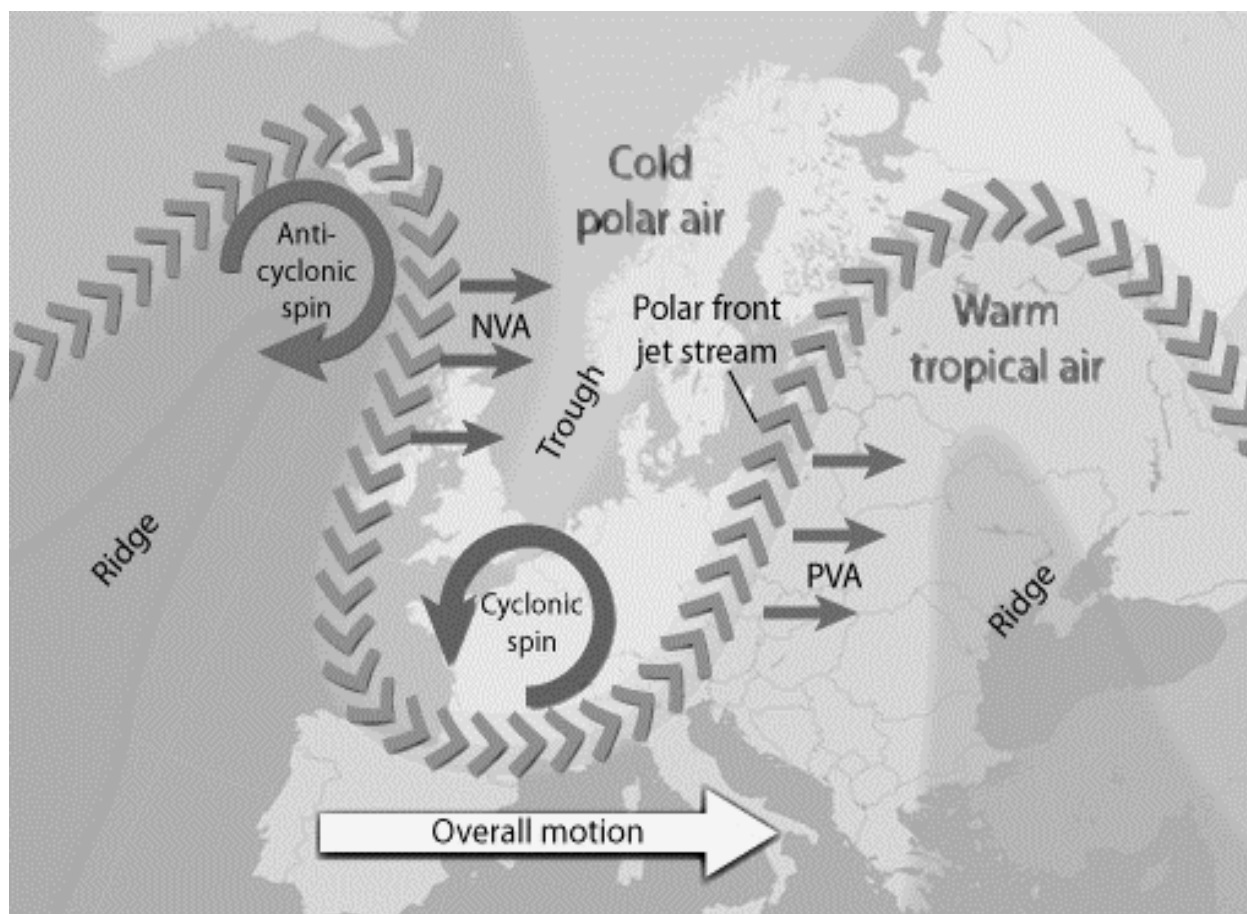 Cold
polar air
Anti-
cyclonic
spin
NVA
Polar front
jet stream
Warm
tropical air
Trough
Ridge
Cyclonic
spin
PVA
Ridge
Overall motion